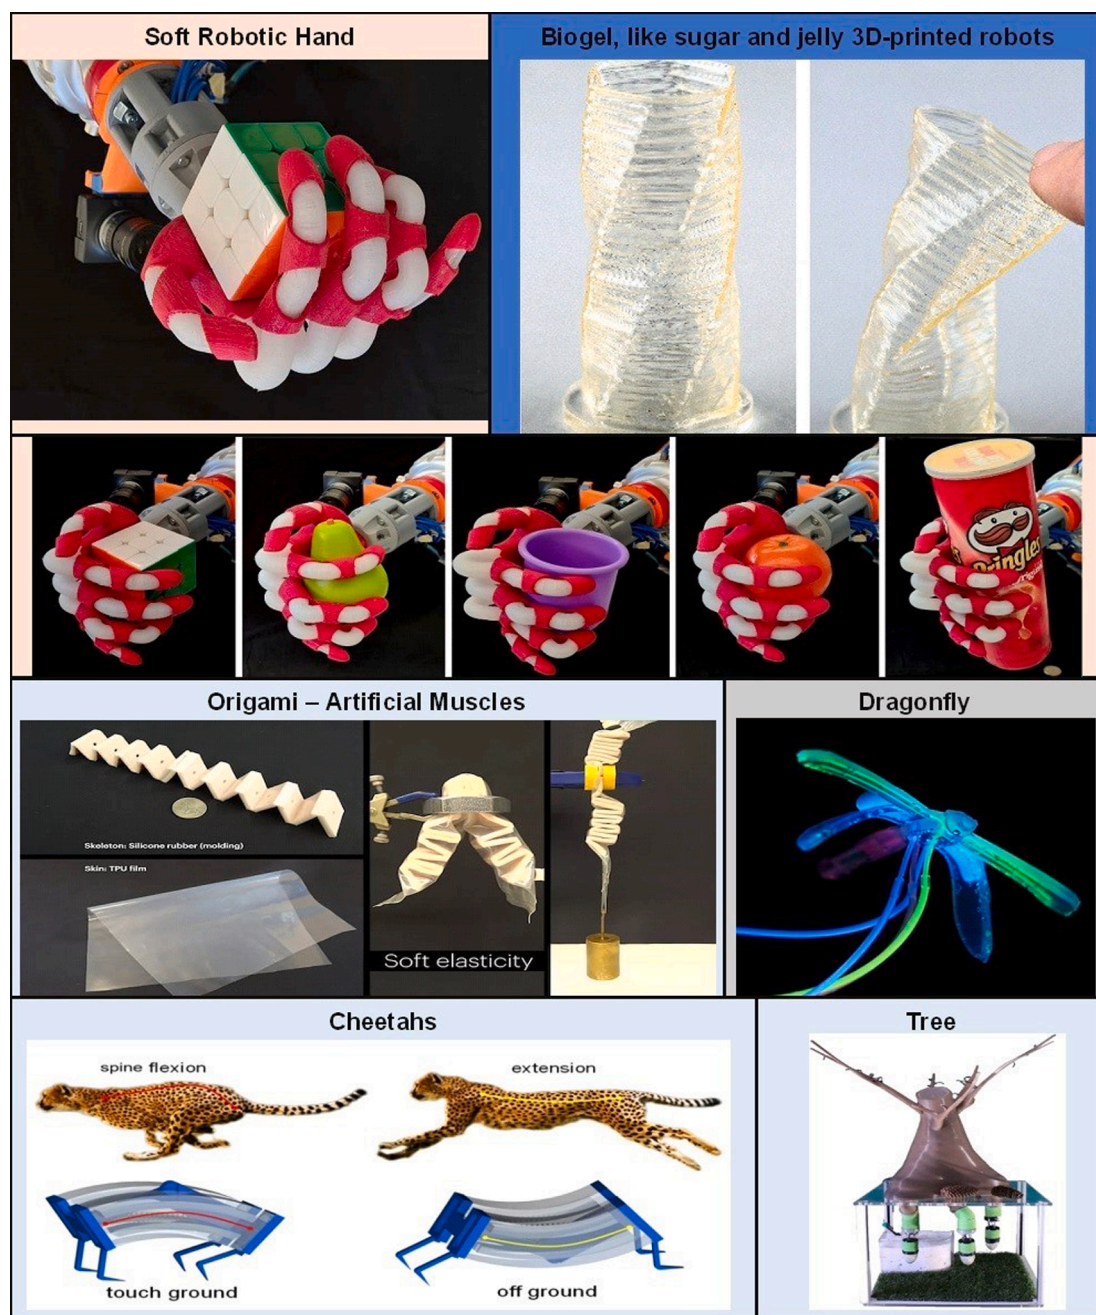 Soft Robotic Hand
Biogel, like sugar and jelly 3D-printed robots
Pringles
Origami – Artificial Muscles
Skeleton: Silicone rubber (molding)
Skin: TPU film
Soft elasticity
Dragonfly
Cheetahs
spine flexion
extension
touch ground
off ground
Tree